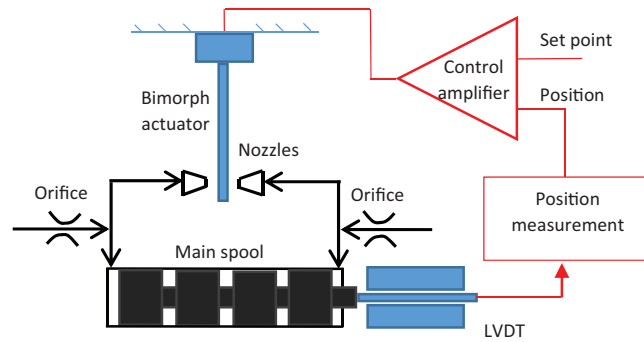 Set point
Control
amplifier
Bimorph
actuator
Position
Nozzles
Orifice
Orifice
Position
measurement
Main spool
LVDT